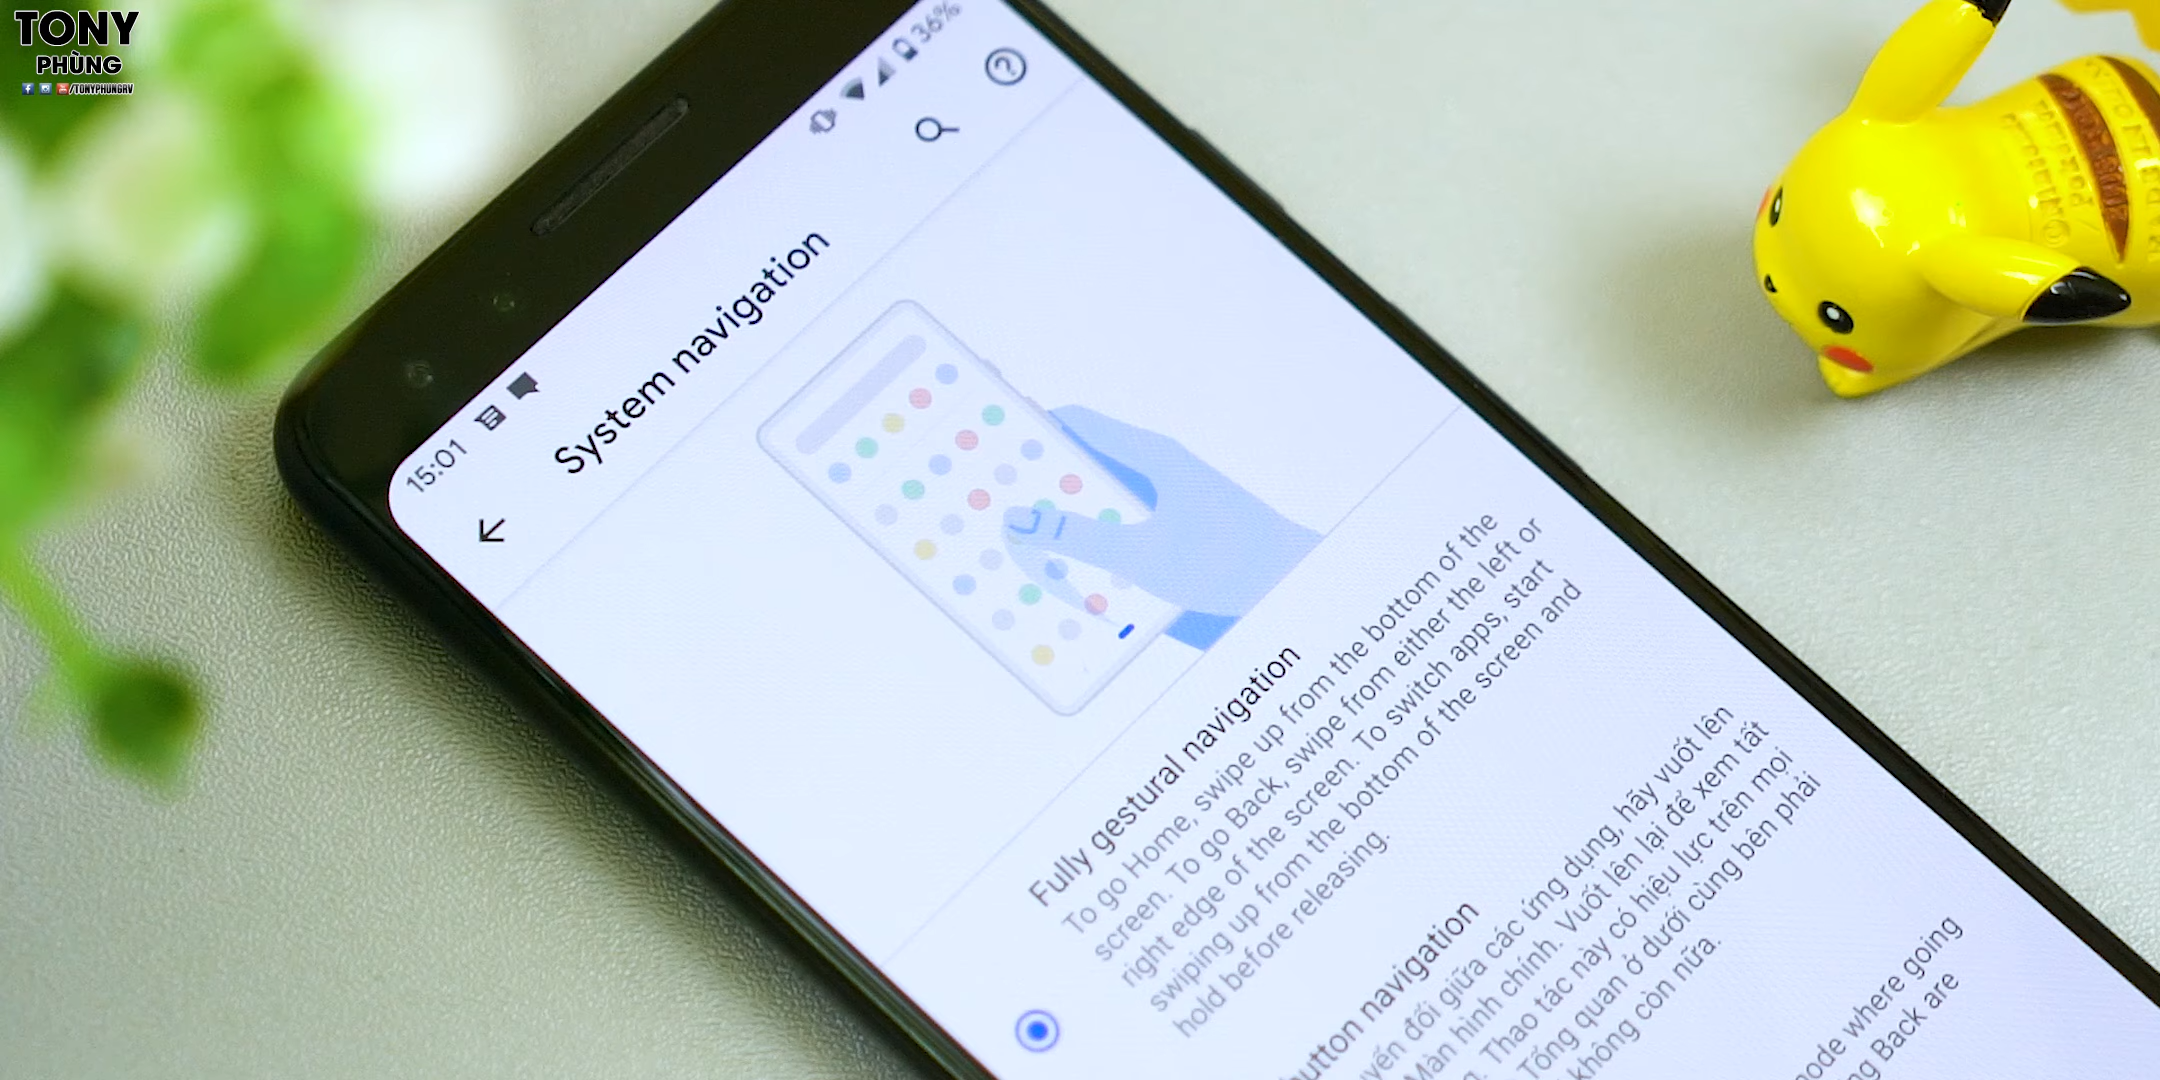 TONY
PHÙNG
/TONYPHUNGRV
15:01
36%
System navigation
Fully gestural navigation
To go Home, swipe up from the bottom of the
screen. To go Back, swipe from either the left or
right edge of the screen. To switch apps, start
swiping up from the bottom of the screen and
hold before releasing.
button navigation
đổi giữa các ứng dụng, hãy vuốt lên
Màn hình chính. Vuốt lên lại để xem tất
Thao tác này có hiệu lực trên mọi
Tổng quan ở dưới cùng bên phải
không còn nữa.
mode where going
Back are